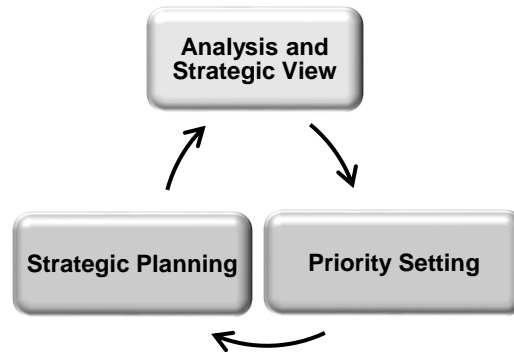 Analysis and
Strategic View
Strategic Planning
Priority Setting